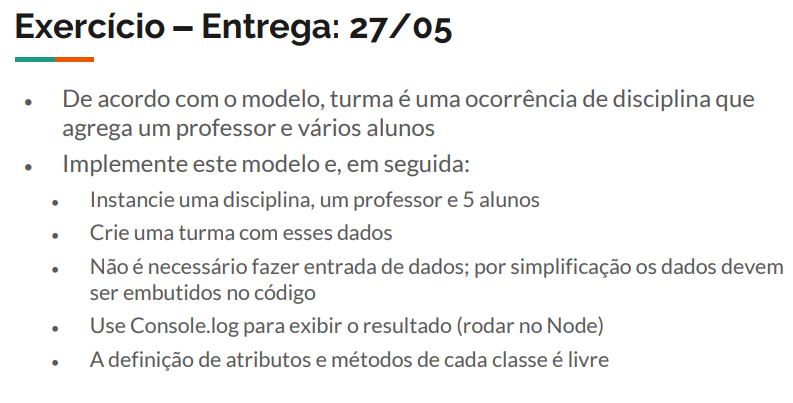 Exercício – Entrega: 27/05
• De acordo com o modelo, turma é uma ocorrência de disciplina que
agrega um professor e vários alunos
• Implemente este modelo e, em seguida:
• Instancie uma disciplina, um professor e 5 alunos
• Crie uma turma com esses dados
• Não é necessário fazer entrada de dados; por simplificação os dados devem
ser embutidos no código
• Use Console.log para exibir o resultado (rodar no Node)
• A definição de atributos e métodos de cada classe é livre